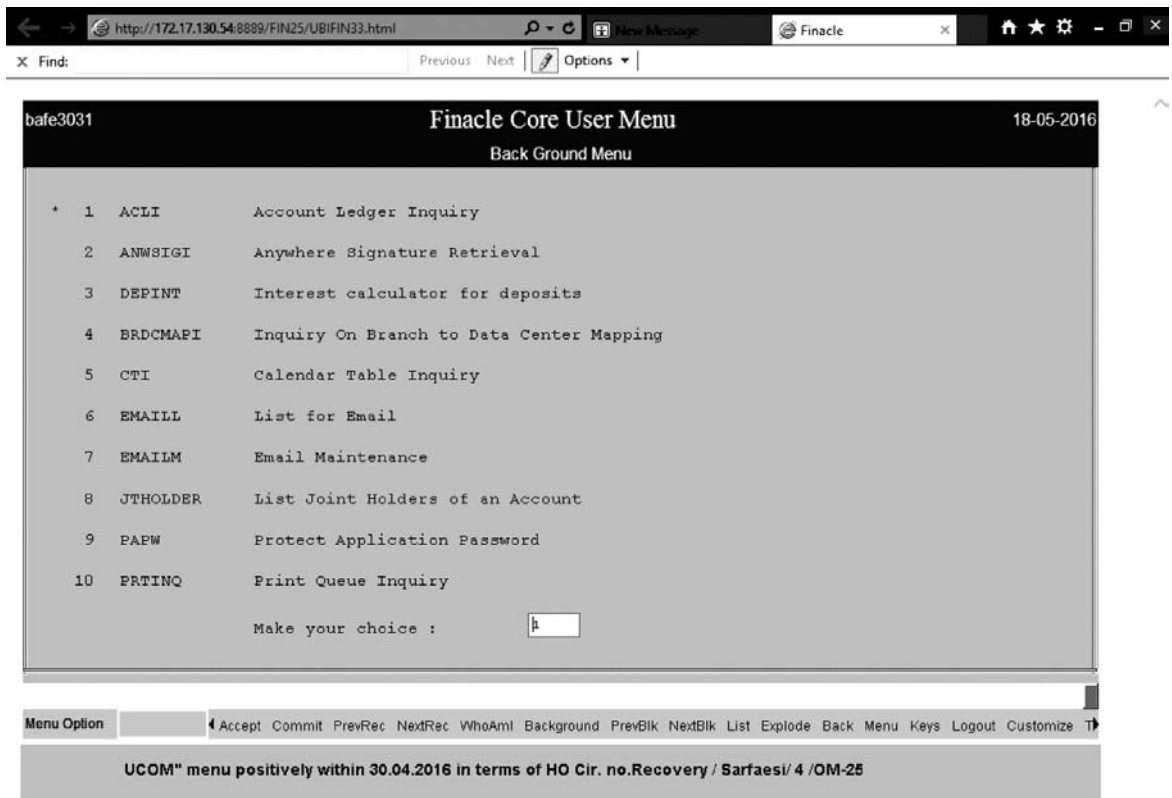 http://172.17.130.54:8889/FIN25/UBIFIN33.html New Message Finacle
X Find: Previous Next Options
bafe3031 Finacle Core User Menu 18-05-2016
Back Ground Menu
* 1 ACLI Account Ledger Inquiry
2 ANWSIGI Anywhere Signature Retrieval
3 DEPINT Interest calculator for deposits
4 BRDCMAPI Inquiry On Branch to Data Center Mapping
5 CTI Calendar Table Inquiry
6 EMAILL List for Email
7 EMAILM Email Maintenance
8 JTHOLDER List Joint Holders of an Account
9 PAPW Protect Application Password
10 PRTINQ Print Queue Inquiry
Make your choice : 1
Menu Option Accept Commit PrevRec NextRec WhoAmI Background PrevBlk NextBlk List Explode Back Menu Keys Logout Customize T
UCOM" menu positively within 30.04.2016 in terms of HO Cir. no.Recovery / Sarfaesi/ 4 /OM-25